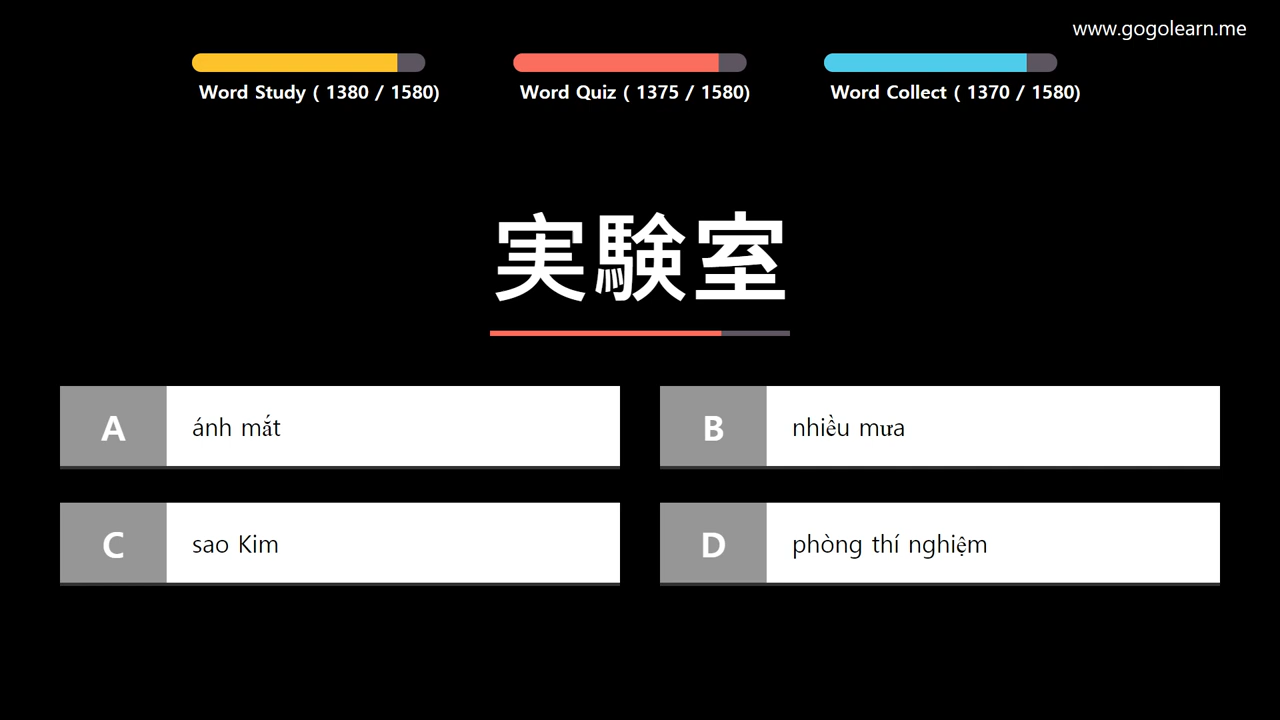 www.gogolearn.me
Word Study ( 1380 / 1580)
Word Quiz ( 1375 / 1580)
Word Collect ( 1370 / 1580)
実験室
A ánh mắt
B nhiều mưa
C sao Kim
D phòng thí nghiệm